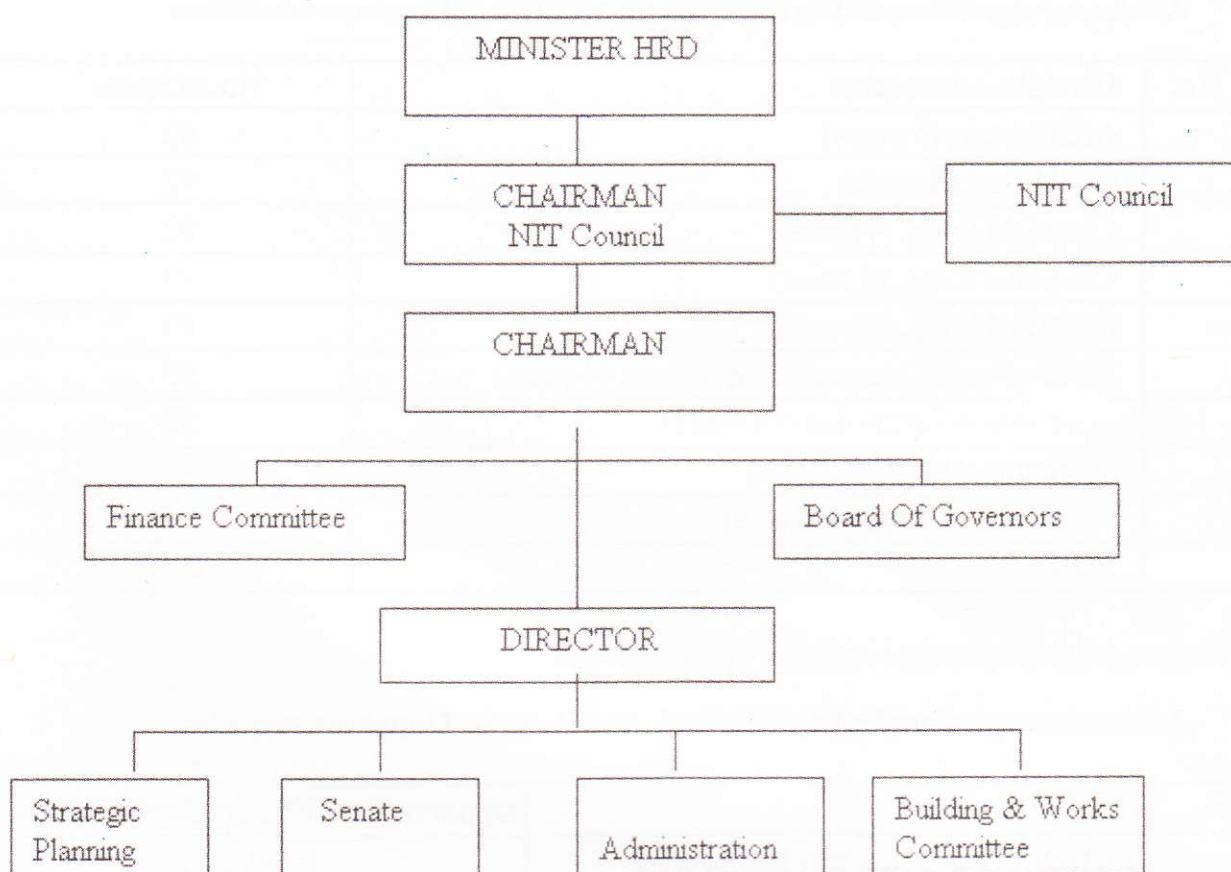 MINISTER HRD
CHAIRMAN
NIT Council
NIT Council
CHAIRMAN
Finance Committee
Board Of Governors
DIRECTOR
Strategic
Planning
Senate
Administration
Building & Works
Committee